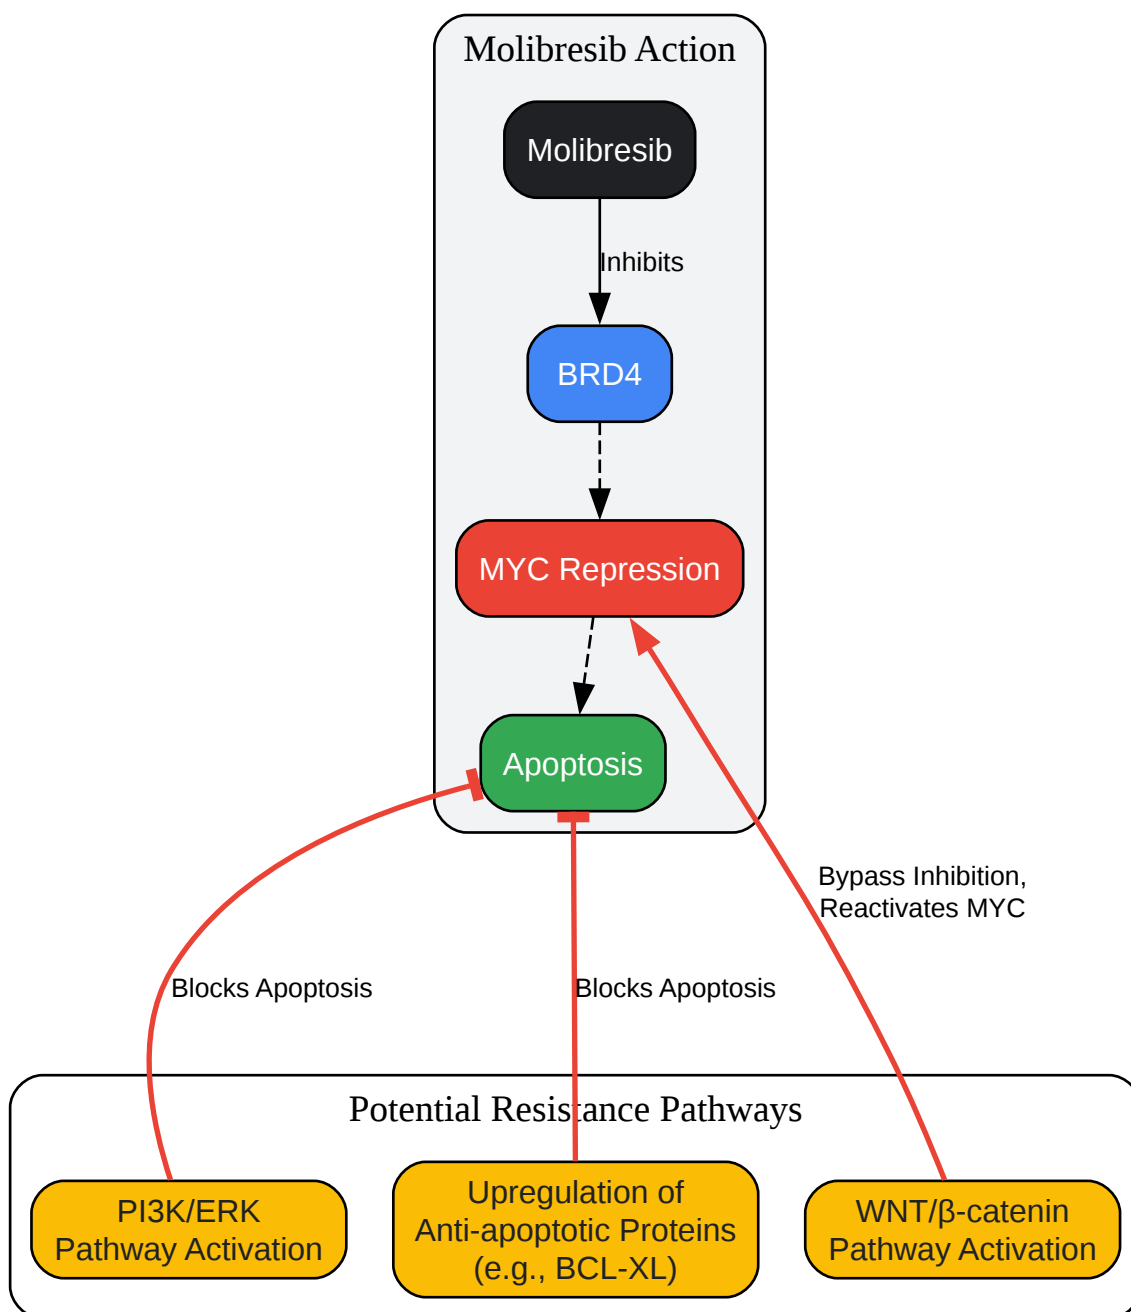 Molibresib Action
Molibresib
Inhibits
BRD4
MYC Repression
Apoptosis
Bypass Inhibition,
Reactivates MYC
Blocks Apoptosis
Blocks Apoptosis
Potential Resistance Pathways
PI3K/ERK
Pathway Activation
Upregulation of
Anti-apoptotic Proteins
(e.g., BCL-XL)
WNT/β-catenin
Pathway Activation